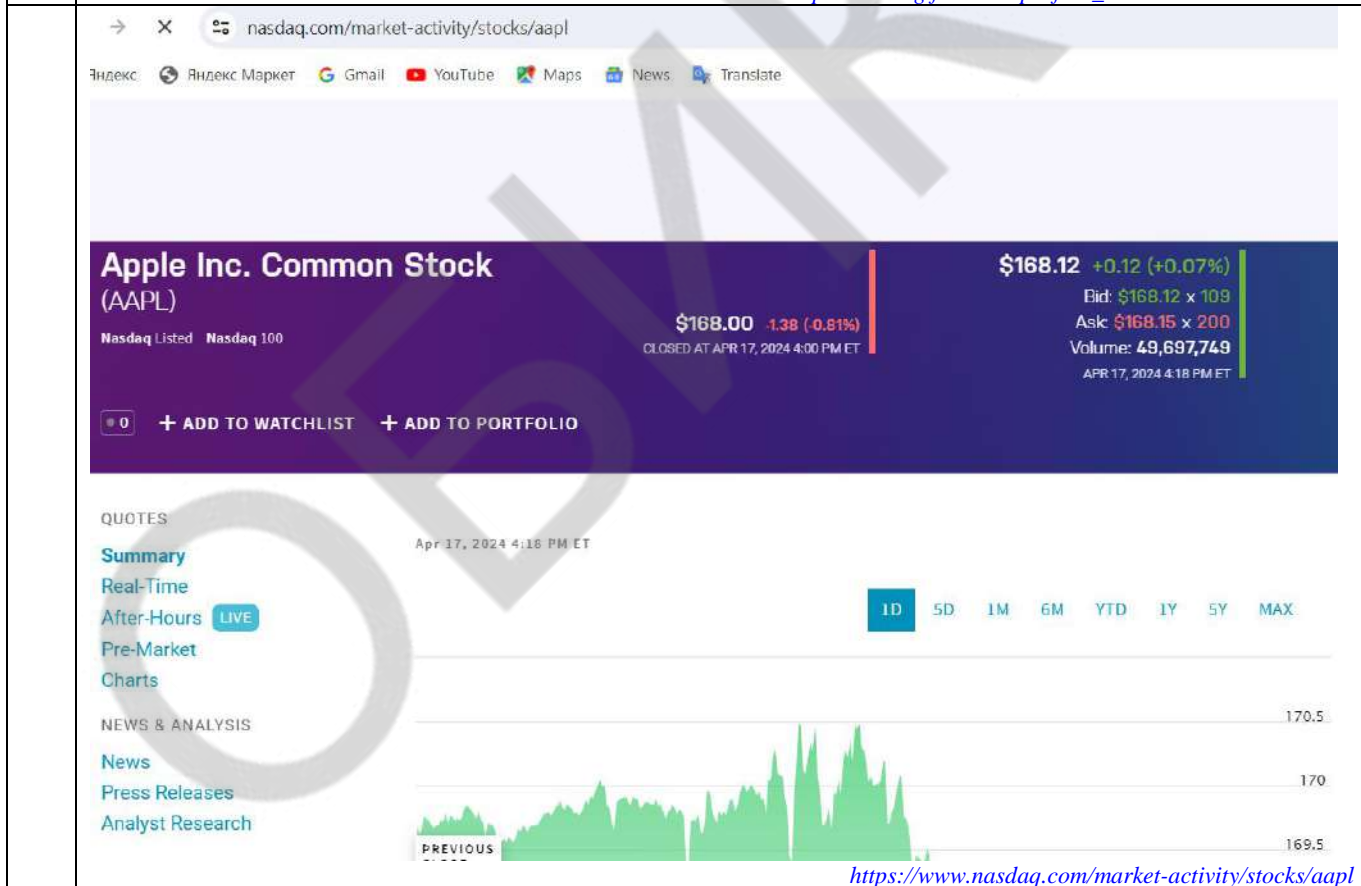 nasdaq.com/market-activity/stocks/aapl
Яндекс Яндекс Маркет Gmail YouTube Maps News Translate
Apple Inc. Common Stock
(AAPL)
Nasdaq Listed Nasdaq 100
$168.00 -1.38 (-0.81%)
CLOSED AT APR 17, 2024 4:00 PM ET
$168.12 +0.12 (+0.07%)
Bid: $168.12 x 109
Ask: $168.15 x 200
Volume: 49,697,749
APR 17, 2024 4:18 PM ET
0 + ADD TO WATCHLIST + ADD TO PORTFOLIO
QUOTES
Summary
Real-Time
After-Hours LIVE
Pre-Market
Charts
NEWS & ANALYSIS
News
Press Releases
Analyst Research
Apr 17, 2024 4:18 PM ET
1D 5D 1M 6M YTD 1Y 5Y MAX
170.5
170
169.5
PREVIOUS
https://www.nasdaq.com/market-activity/stocks/aapl